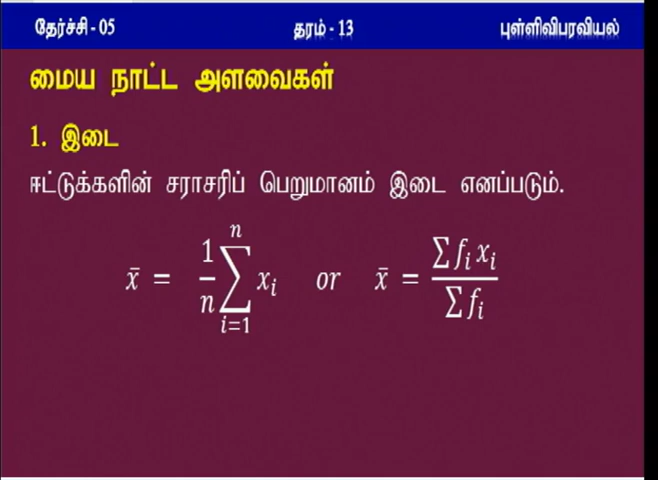 தேர்ச்சி - 05 தரம் - 13 புள்ளிவிபரவியல்
மைய நாட்ட அளவைகள்
1. இடை
ஈட்டுக்களின் சராசரிப் பெறுமானம் இடை எனப்படும்.
x̄ = 1/n ∑_{i=1}^{n} x_i or x̄ = ∑ f_i x_i / ∑ f_i